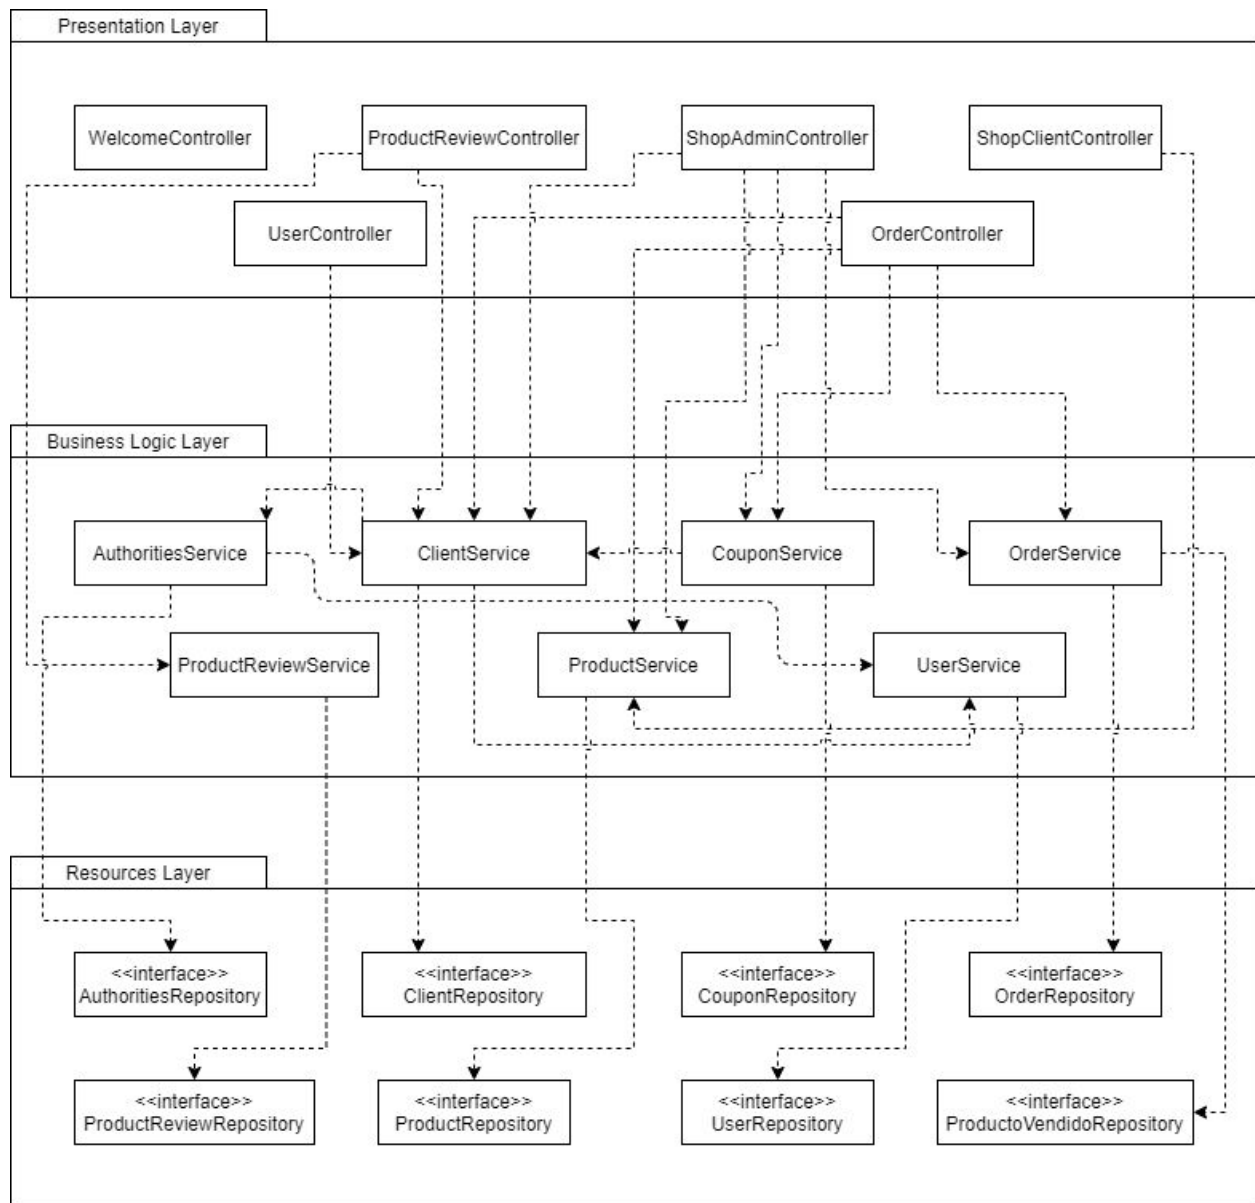 Presentation Layer
WelcomeController
ProductReviewController
ShopAdminController
ShopClientController
UserController
OrderController
Business Logic Layer
AuthoritiesService
ClientService
CouponService
OrderService
ProductReviewService
ProductService
UserService
Resources Layer
<<interface>>
AuthoritiesRepository
<<interface>>
ClientRepository
<<interface>>
CouponRepository
<<interface>>
OrderRepository
<<interface>>
ProductReviewRepository
<<interface>>
ProductRepository
<<interface>>
UserRepository
<<interface>>
ProductoVendidoRepository